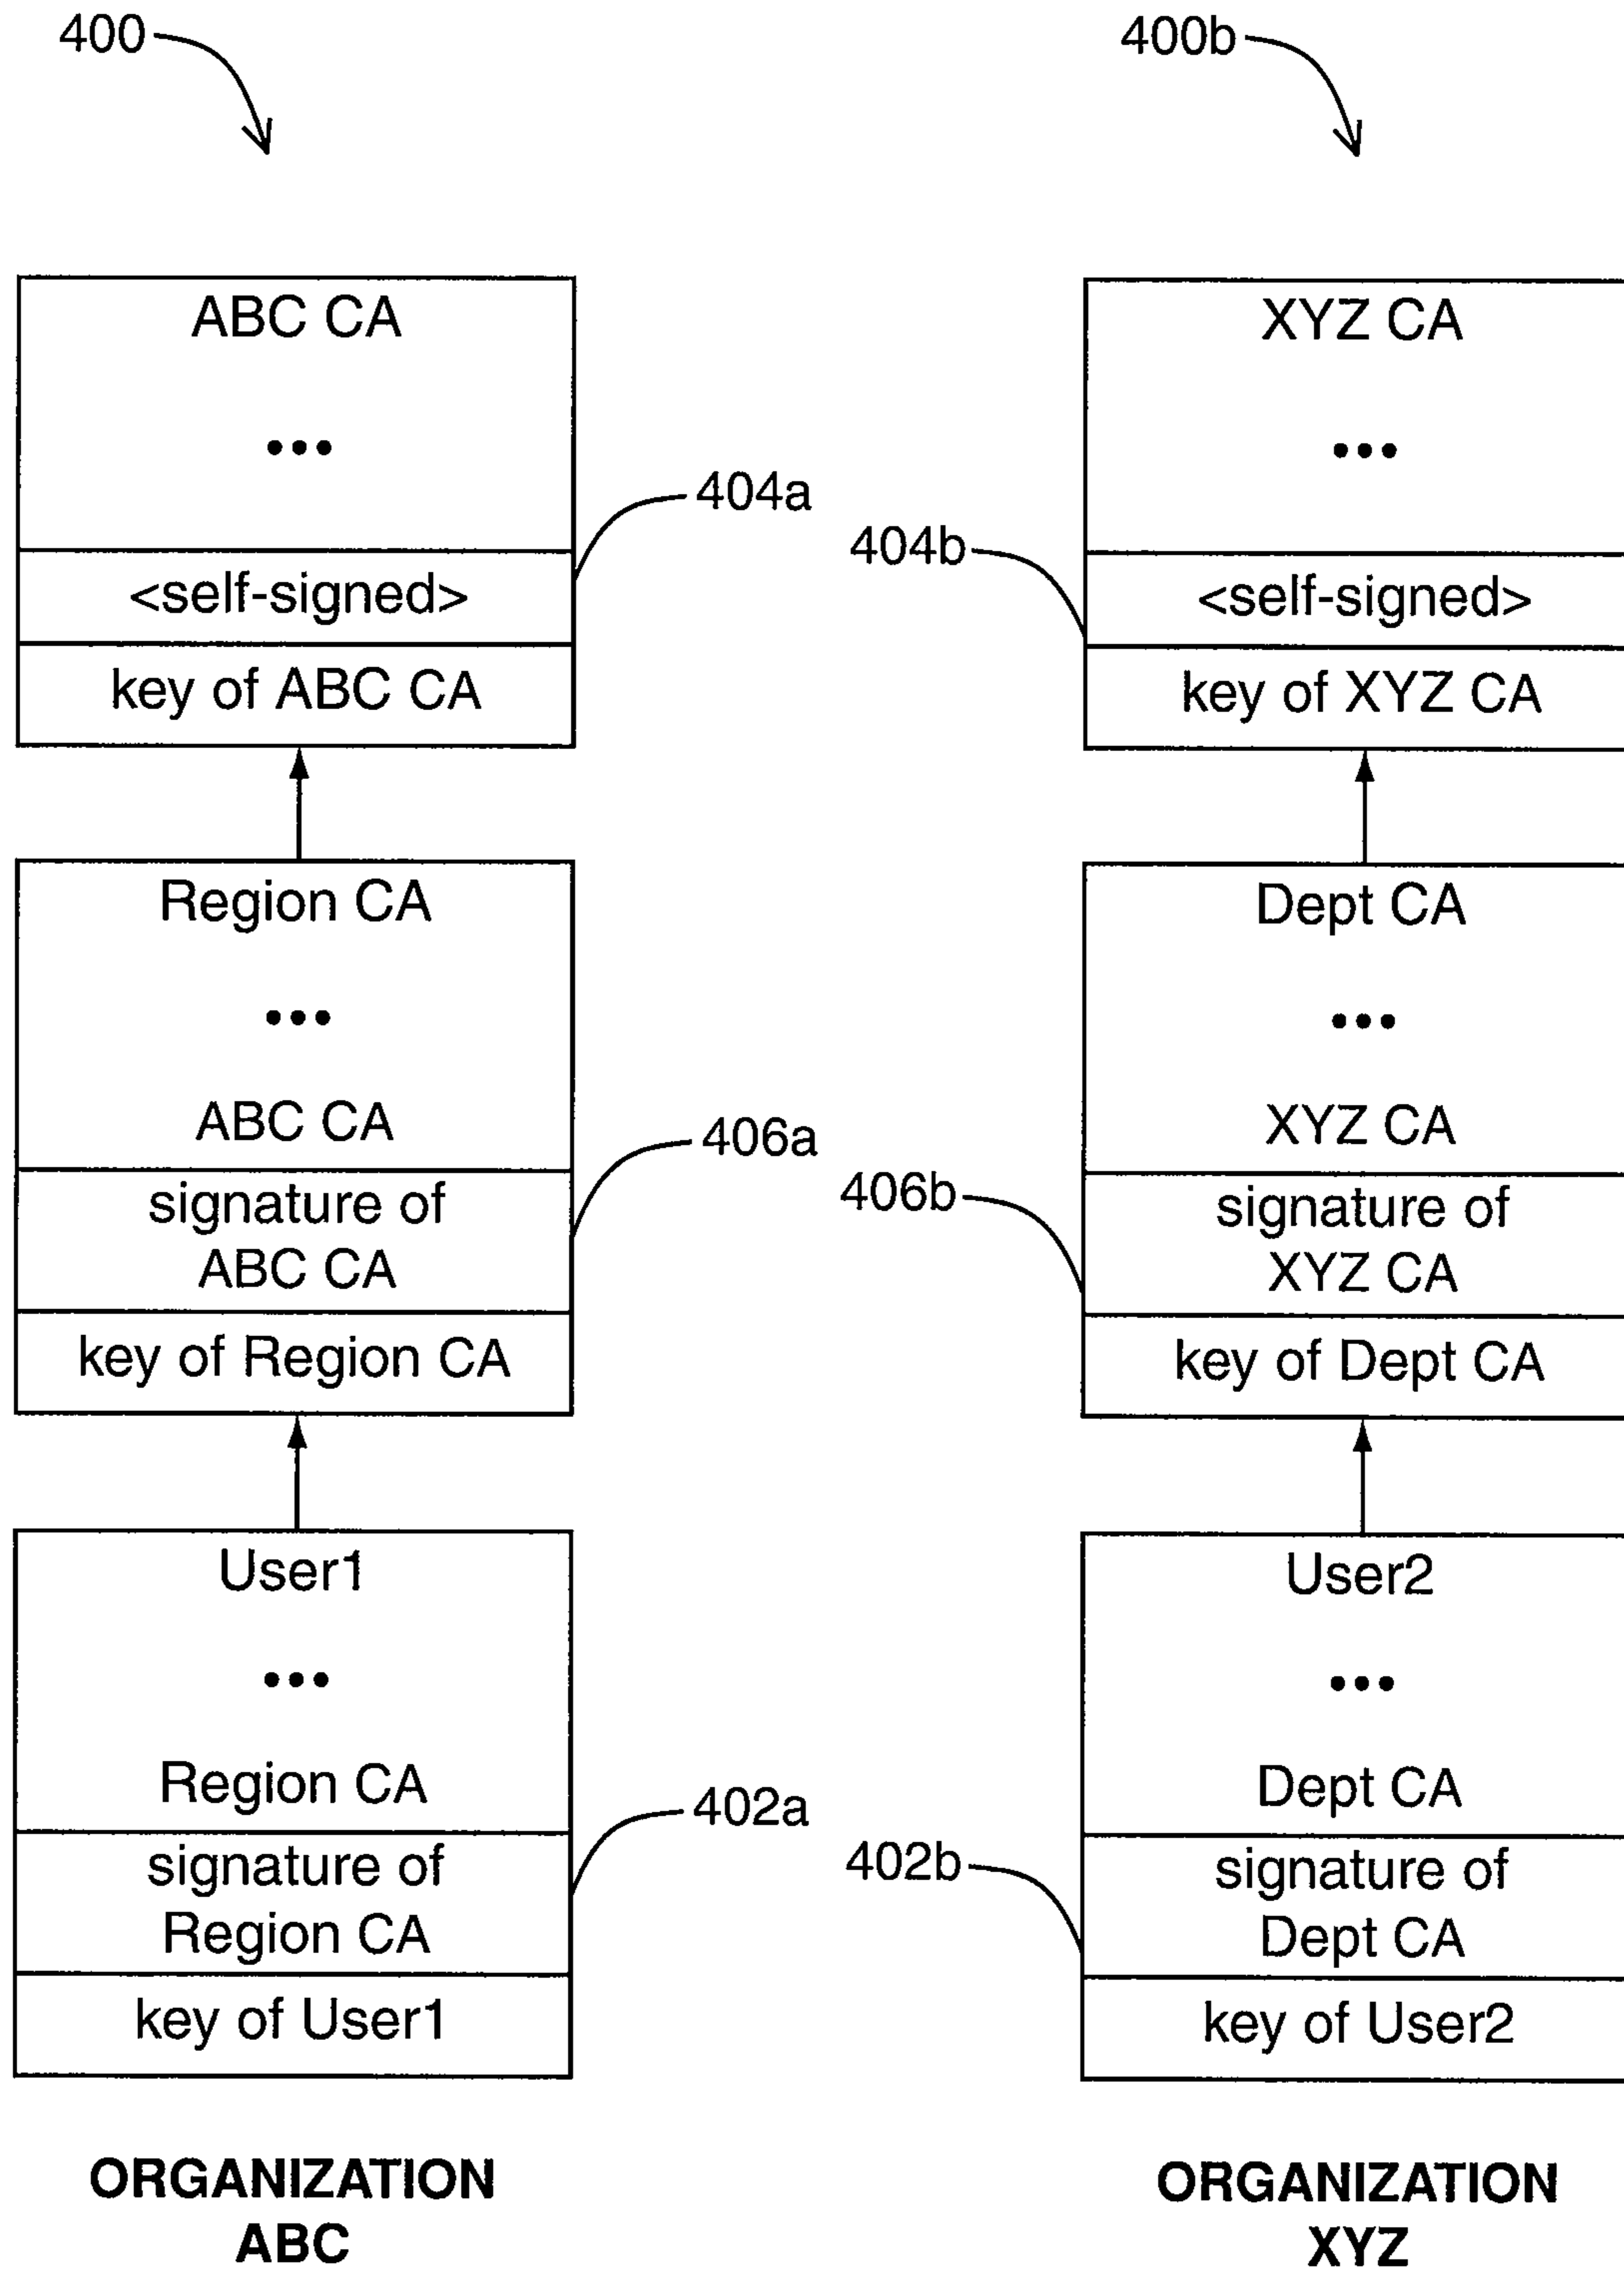 400
ABC CA
•••
<self-signed>
key of ABC CA
404a
Region CA
•••
ABC CA
signature of
ABC CA
key of Region CA
406a
User1
•••
Region CA
signature of
Region CA
key of User1
402a
ORGANIZATION
ABC
400b
XYZ CA
•••
<self-signed>
key of XYZ CA
404b
Dept CA
•••
XYZ CA
signature of
XYZ CA
key of Dept CA
406b
User2
•••
Dept CA
signature of
Dept CA
key of User2
402b
ORGANIZATION
XYZ